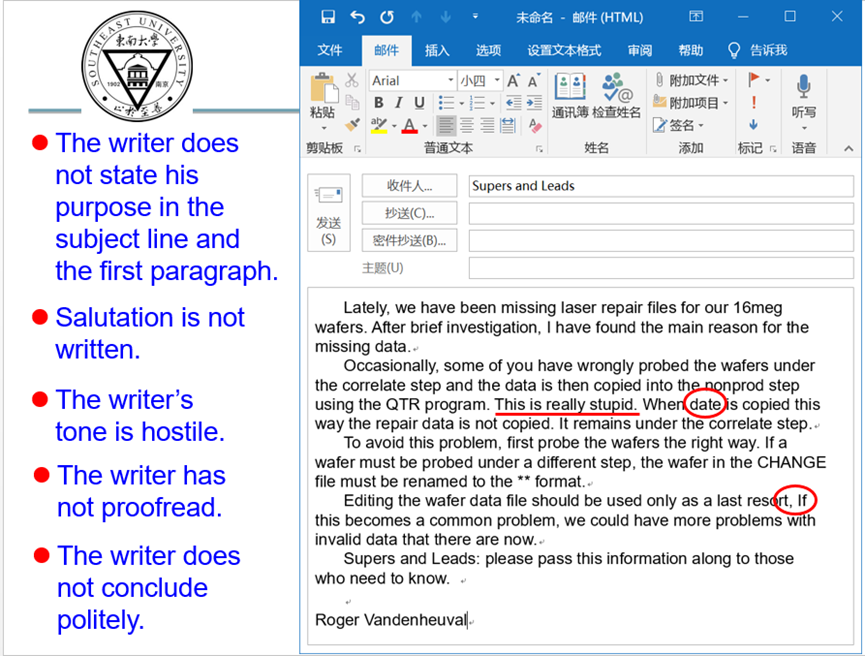 SOUTHEAST UNIVERSITY
東南大學
1902 南京
The writer does
not state his
purpose in the
subject line and
the first paragraph.
Salutation is not
written.
The writer's
tone is hostile.
The writer has
not proofread.
The writer does
not conclude
politely.
未命名 - 邮件 (HTML)
文件 邮件 插入 选项 设置文本格式 审阅 帮助 告诉我
粘贴
剪贴板
Arial 小四 A A
B I U
ab A A
普通文本
通讯簿 检查姓名
姓名
附加文件
附加项目
签名
添加
标记
听写
语音
发送
(S)
收件人... Supers and Leads
抄送(C)...
密件抄送(B)...
主题(U)
Lately, we have been missing laser repair files for our 16meg
wafers. After brief investigation, I have found the main reason for the
missing data.
Occasionally, some of you have wrongly probed the wafers under
the correlate step and the data is then copied into the nonprod step
using the QTR program. This is really stupid. When date is copied this
way the repair data is not copied. It remains under the correlate step.
To avoid this problem, first probe the wafers the right way. If a
wafer must be probed under a different step, the wafer in the CHANGE
file must be renamed to the ** format.
Editing the wafer data file should be used only as a last resort, If
this becomes a common problem, we could have more problems with
invalid data that there are now.
Supers and Leads: please pass this information along to those
who need to know.
Roger Vandenheuval